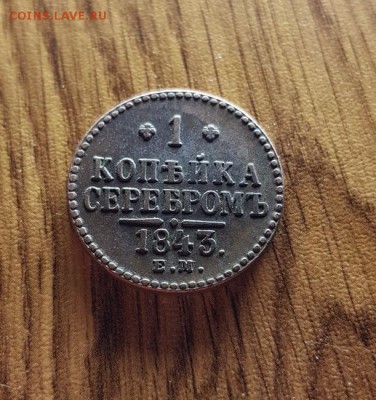 COINS.LAVE.RU
1
КОПѢЙКА
СЕРЕБРОМЪ
1843.
Е.М.